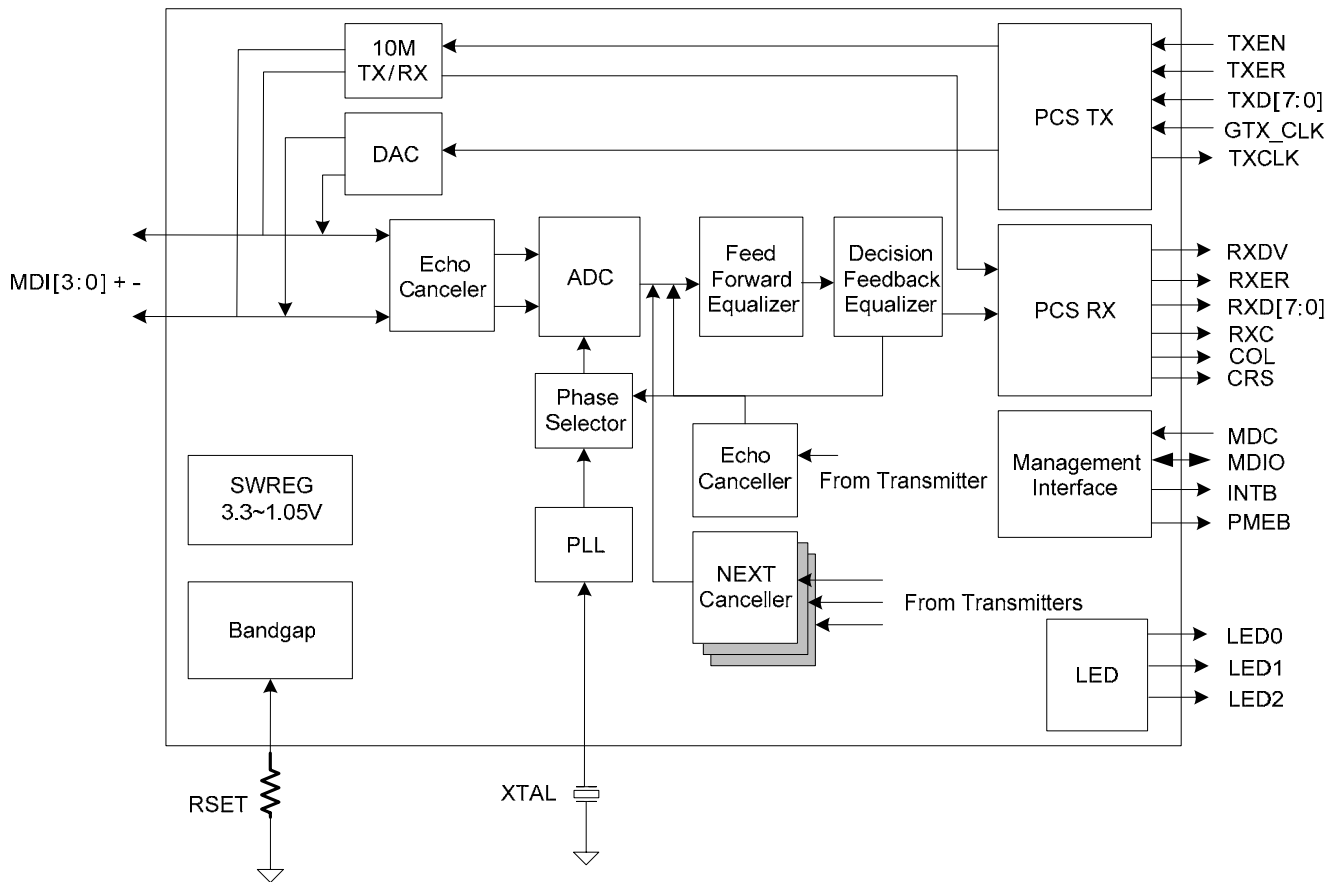 10M
TX/RX
PCS TX
TXEN
TXER
TXD[7:0]
GTX_CLK
TXCLK
DAC
MDI[3:0] + -
Echo
Canceler
ADC
Feed
Forward
Equalizer
Decision
Feedback
Equalizer
PCS RX
RXDV
RXER
RXD[7:0]
RXC
COL
CRS
Phase
Selector
Echo
Canceller
From Transmitter
Management
Interface
MDC
MDIO
INTB
PMEB
SWREG
3.3~1.05V
PLL
NEXT
Canceller
From Transmitters
Bandgap
LED
LED0
LED1
LED2
RSET
XTAL